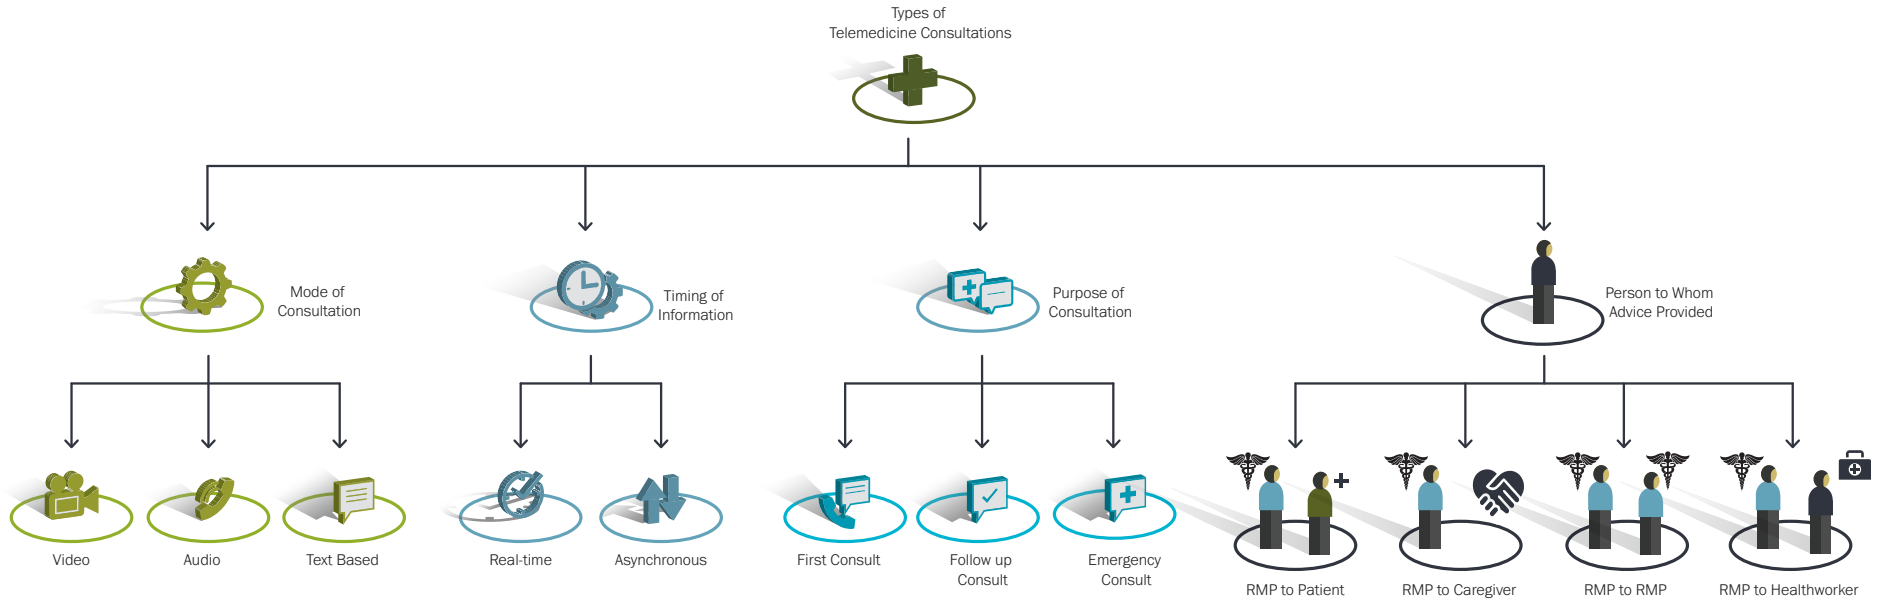 Types of
Telemedicine Consultations
Mode of
Consultation
Timing of
Information
Purpose of
Consultation
Person to Whom
Advice Provided
Video
Audio
Text Based
Real-time
Asynchronous
First Consult
Follow up
Consult
Emergency
Consult
RMP to Patient
RMP to Caregiver
RMP to RMP
RMP to Healthworker